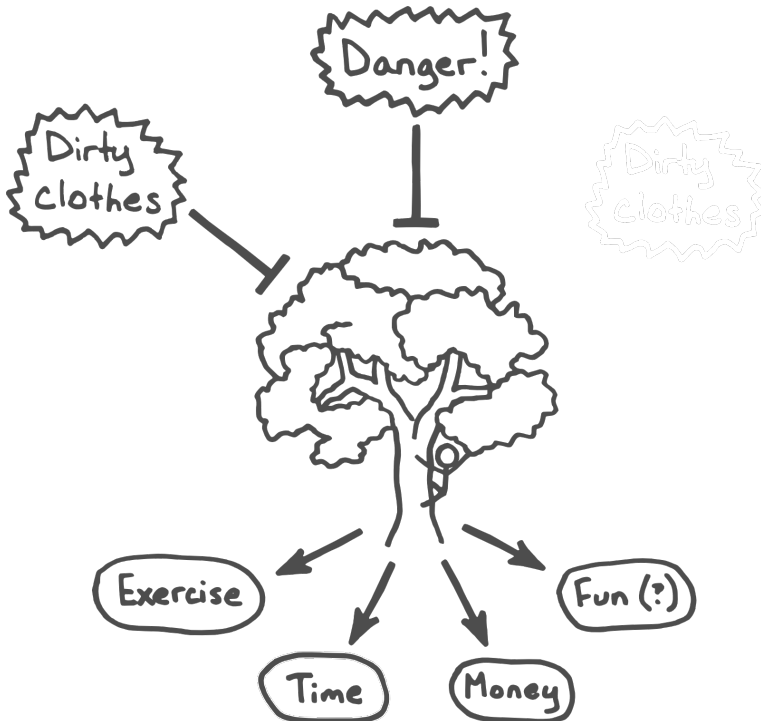 Danger!
Dirty
clothes
Dirty
clothes
Exercise
Fun (?)
Time
Money